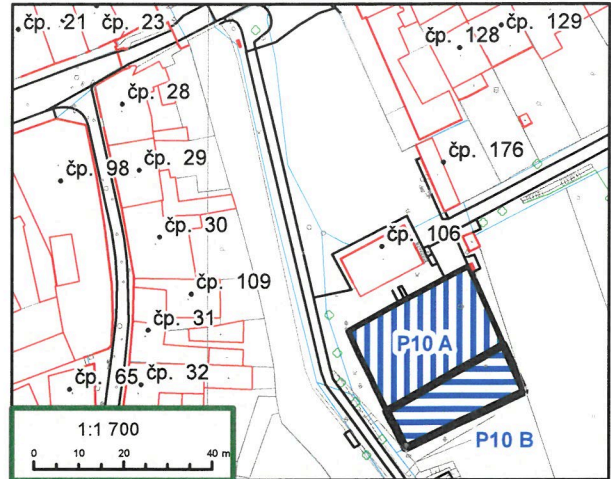 čp. 21
čp. 23
čp. 128
čp. 129
čp. 28
čp. 98
čp. 29
čp. 176
čp. 30
čp. 106
čp. 109
čp. 31
P10 A
čp. 65
čp. 32
P10 B
1:1 700
0 10 20 40 m